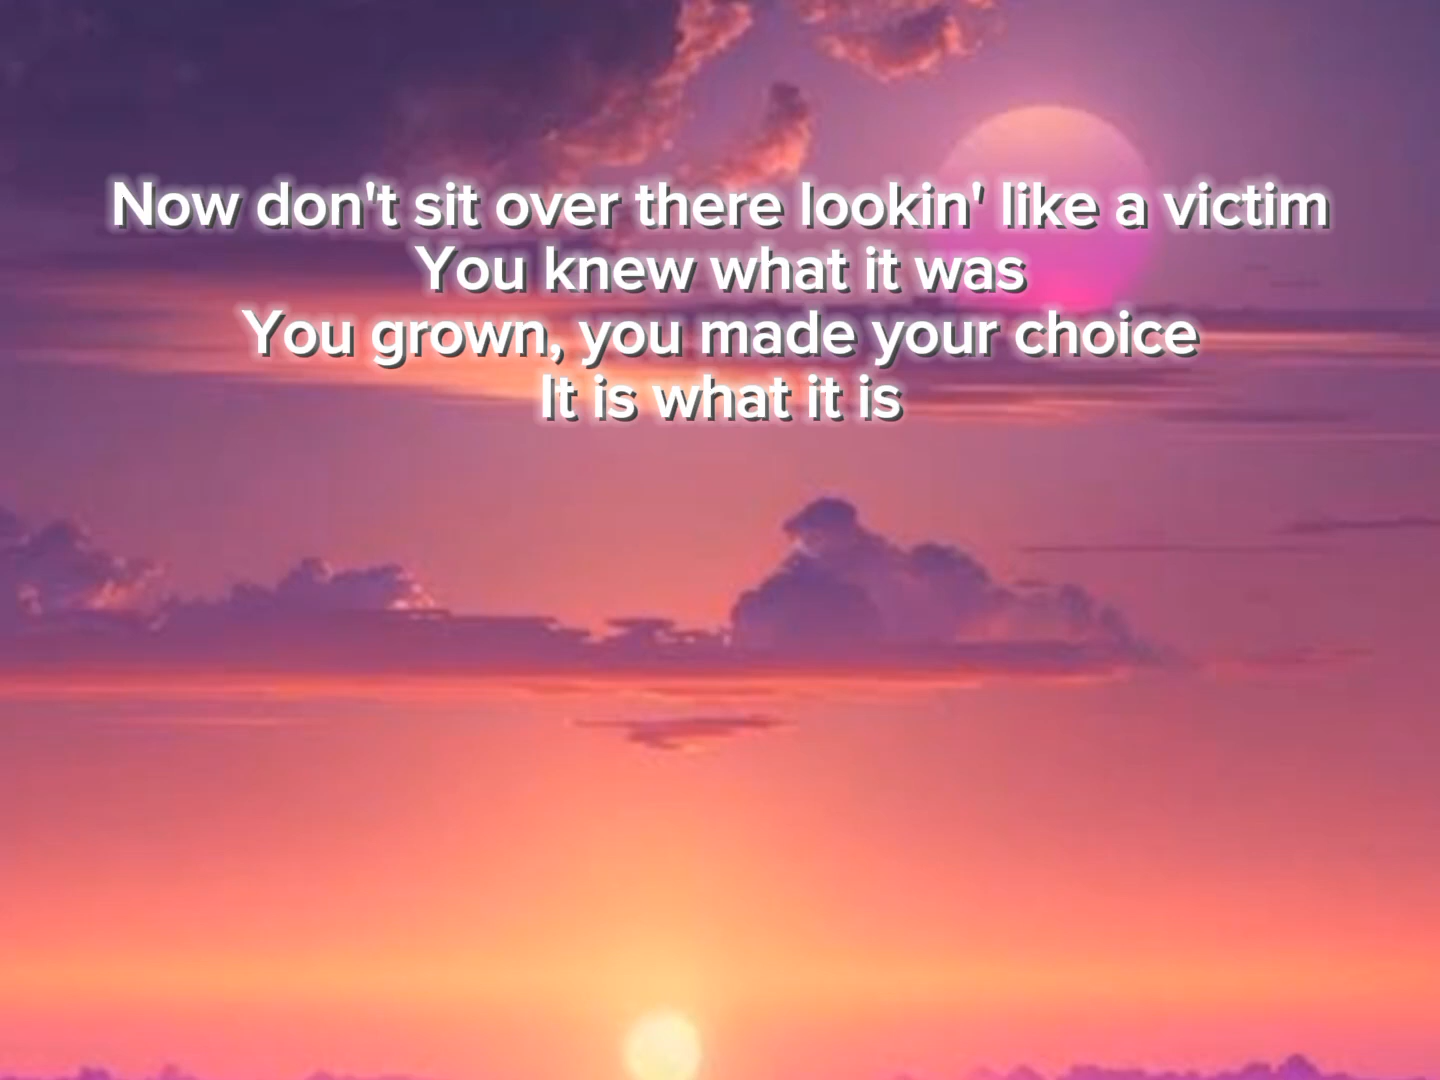 Now don't sit over there lookin' like a victim
You knew what it was
You grown, you made your choice
It is what it is